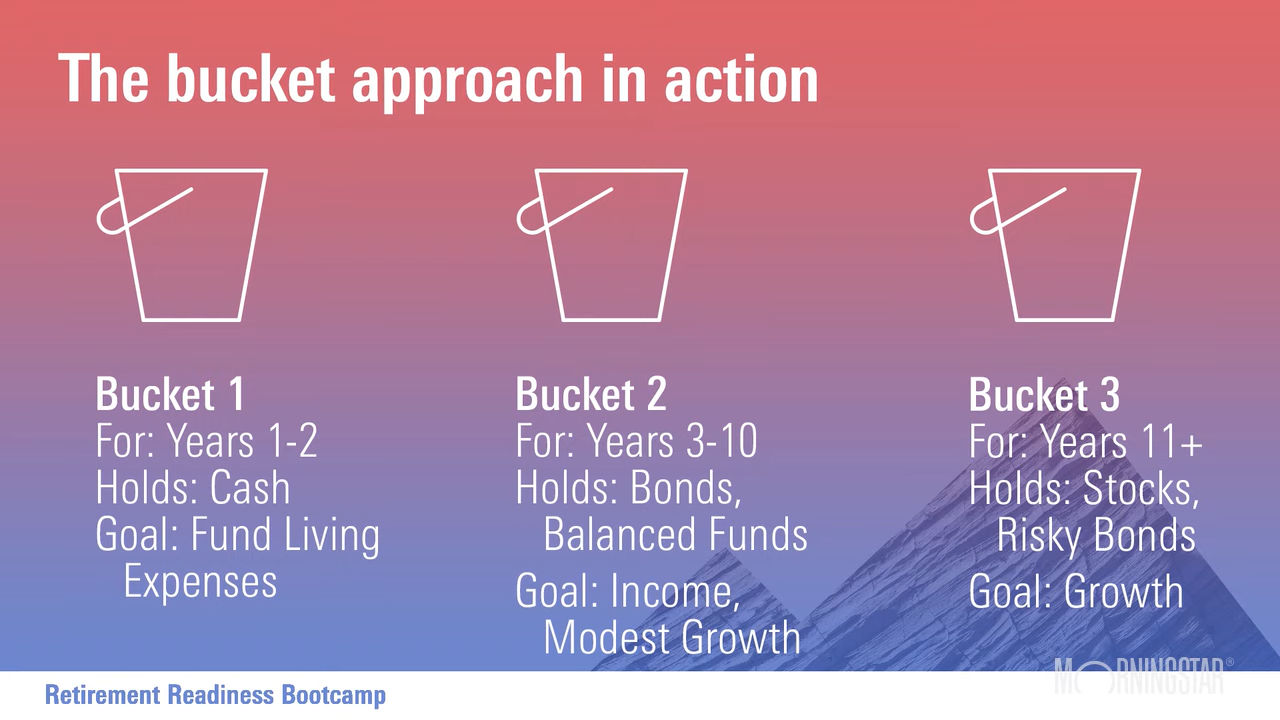 The bucket approach in action
Bucket 1
For: Years 1-2
Holds: Cash
Goal: Fund Living
Expenses
Bucket 2
For: Years 3-10
Holds: Bonds,
Balanced Funds
Goal: Income,
Modest Growth
Bucket 3
For: Years 11+
Holds: Stocks,
Risky Bonds
Goal: Growth
MORNINGSTAR®
Retirement Readiness Bootcamp